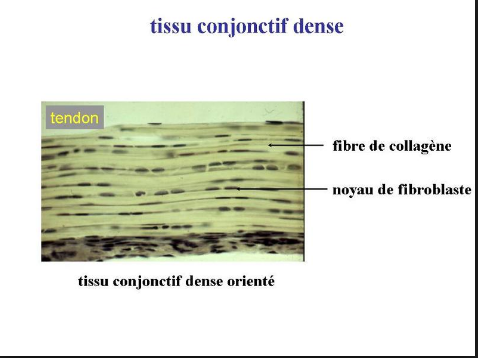 tissu conjonctif dense
tendon
fibre de collagène
noyau de fibroblaste
tissu conjonctif dense orienté